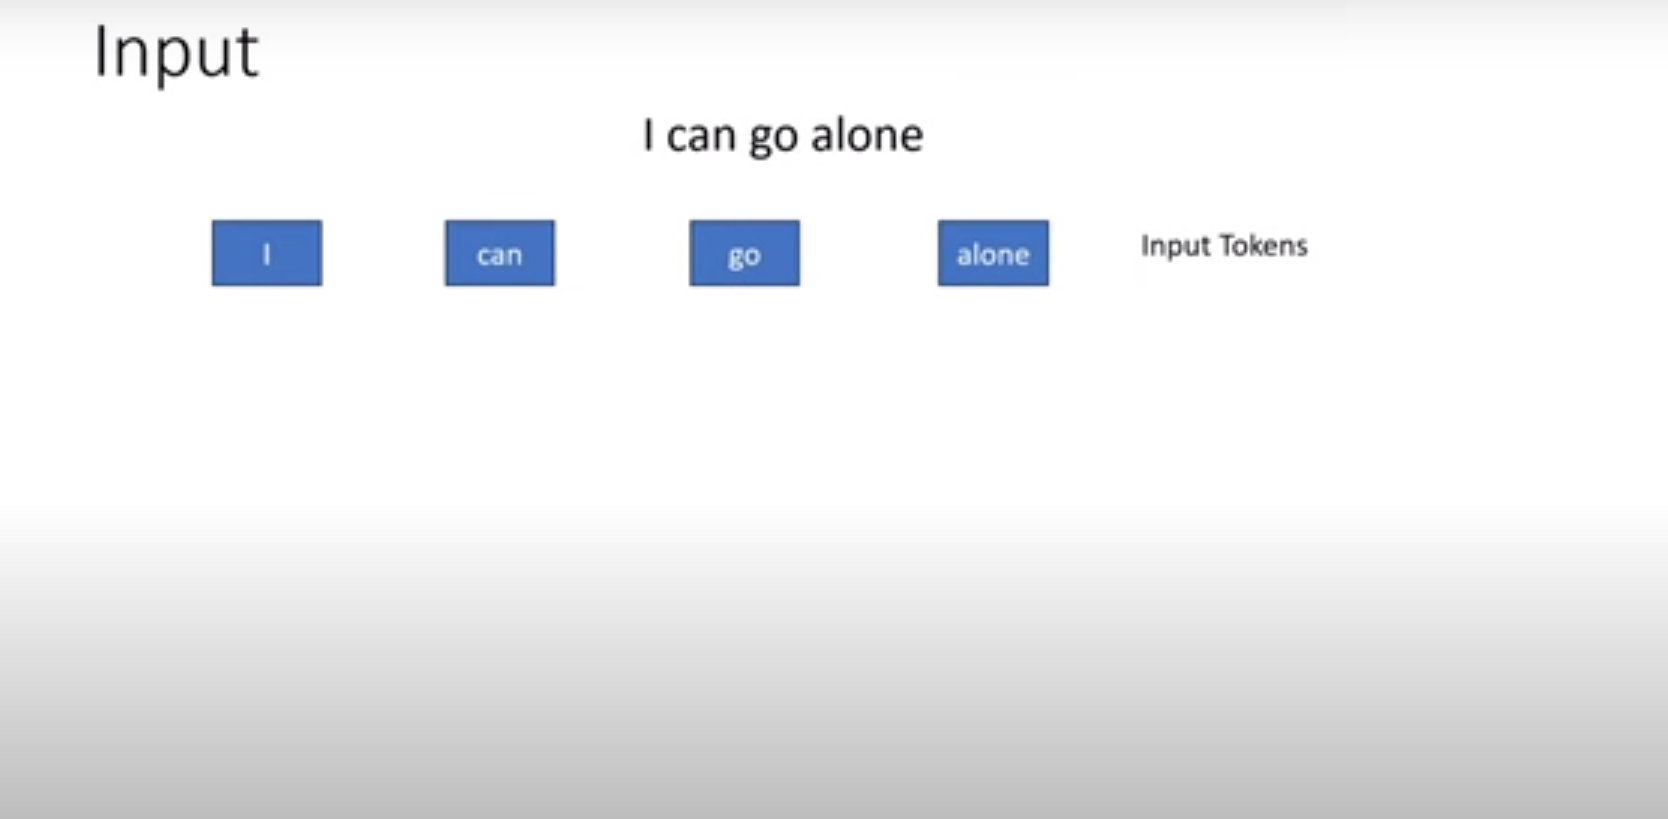 Input
I can go alone
I can go alone Input Tokens